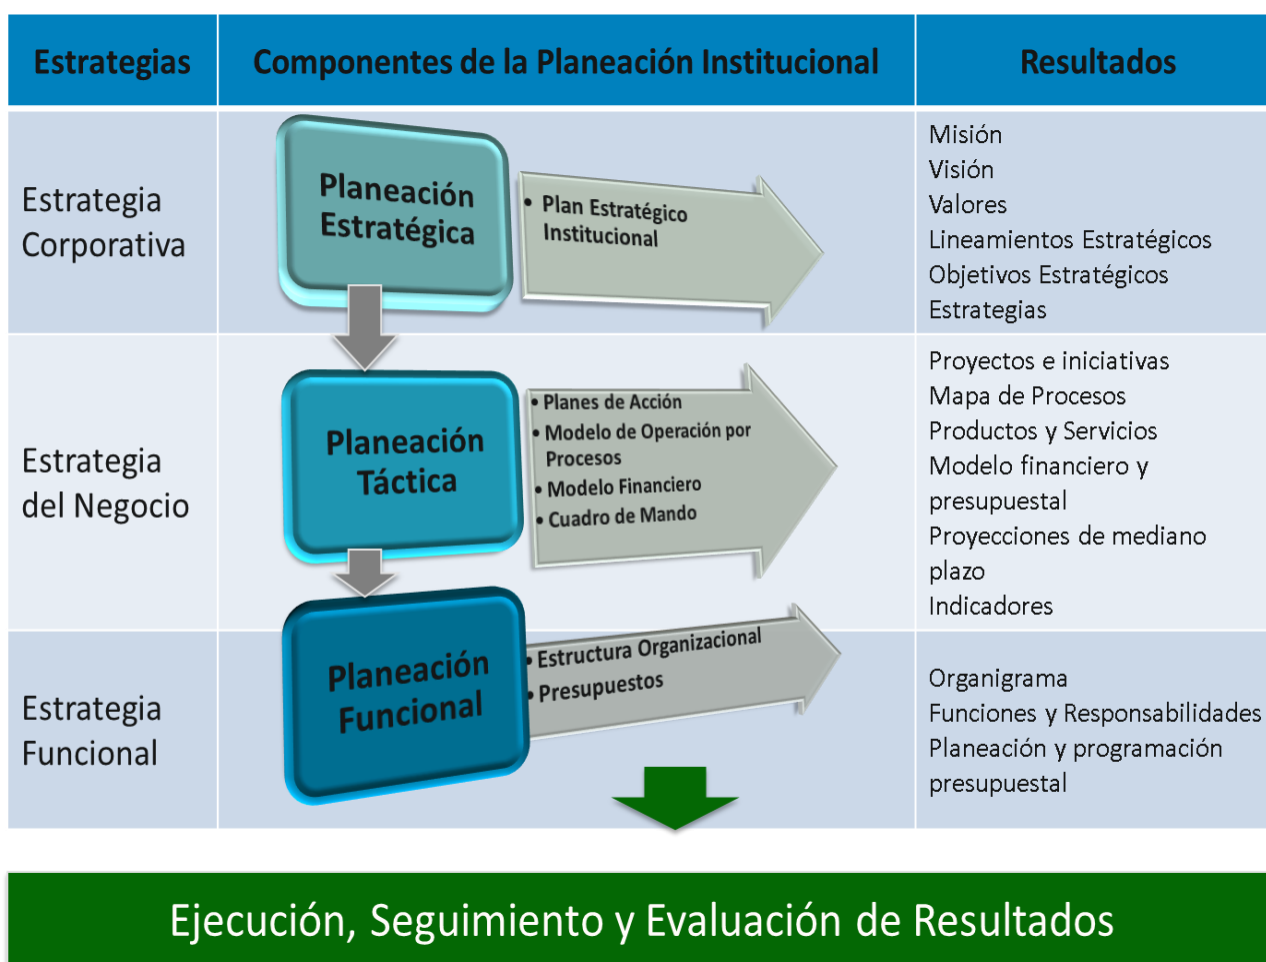 Estrategias
Componentes de la Planeación Institucional
Resultados
Estrategia
Corporativa
Planeación
Estratégica
• Plan Estratégico
Institucional
Misión
Visión
Valores
Lineamientos Estratégicos
Objetivos Estratégicos
Estrategias
Estrategia
del Negocio
Planeación
Táctica
• Planes de Acción
• Modelo de Operación por
Procesos
• Modelo Financiero
• Cuadro de Mando
Proyectos e iniciativas
Mapa de Procesos
Productos y Servicios
Modelo financiero y
presupuestal
Proyecciones de mediano
plazo
Indicadores
Estrategia
Funcional
Planeación
Funcional
• Estructura Organizacional
• Presupuestos
Organigrama
Funciones y Responsabilidades
Planeación y programación
presupuestal
Ejecución, Seguimiento y Evaluación de Resultados